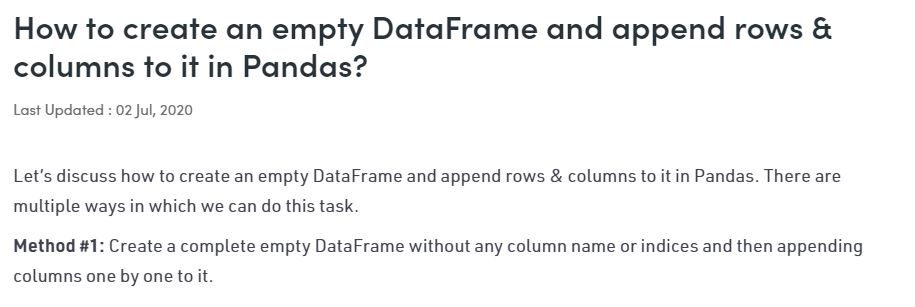 How to create an empty DataFrame and append rows &
columns to it in Pandas?
Last Updated : 02 Jul, 2020
Let’s discuss how to create an empty DataFrame and append rows & columns to it in Pandas. There are
multiple ways in which we can do this task.
Method #1: Create a complete empty DataFrame without any column name or indices and then appending
columns one by one to it.